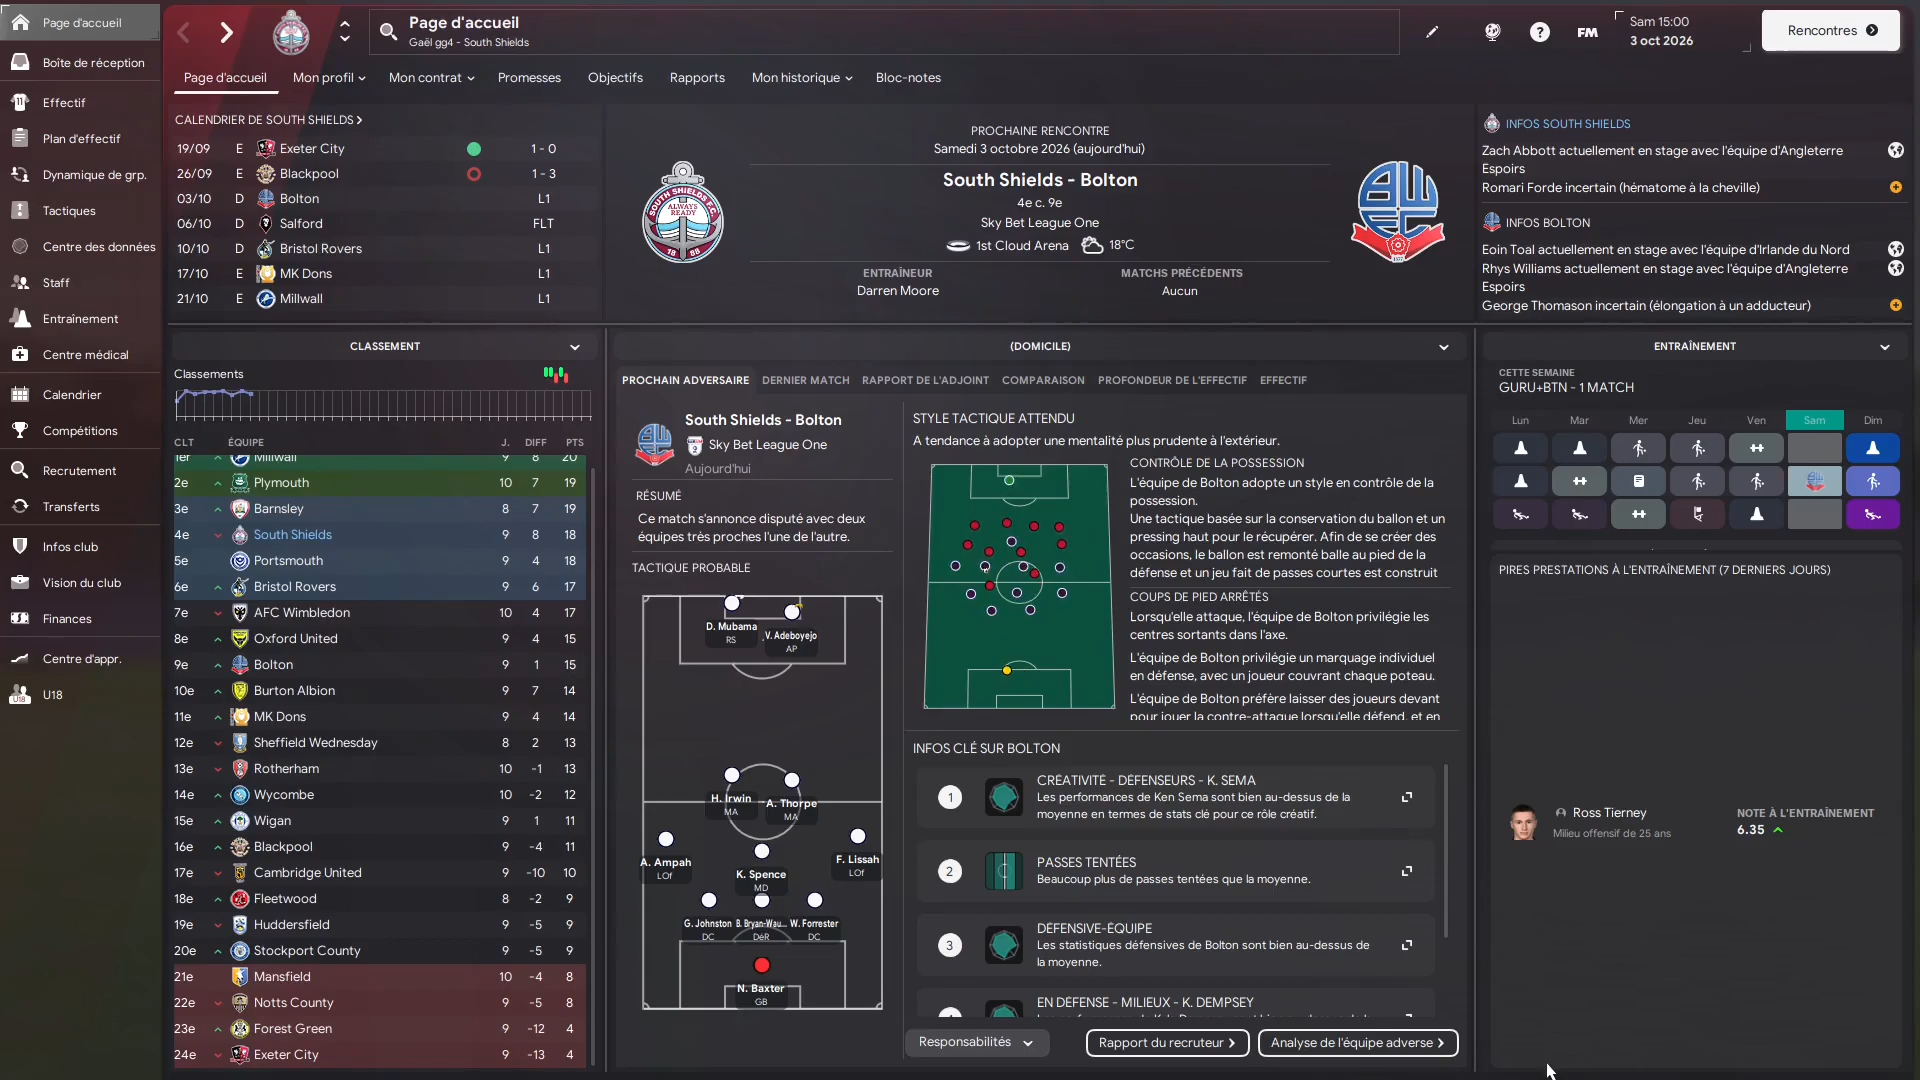 Page d'accueil
Boîte de réception
Effectif
Plan d'effectif
Dynamique de grp.
Tactiques
Centre des données
Staff
Entraînement
Centre médical
Calendrier
Compétitions
Recrutement
Transferts
Infos club
Vision du club
Finances
Centre d'appr.
U18
Page d'accueil
Gaël gg4 - South Shields
FM
Sam 15:00
3 oct 2026
Rencontres
Page d'accueil
Mon profil
Mon contrat
Promesses
Objectifs
Rapports
Mon historique
Bloc-notes
CALENDRIER DE SOUTH SHIELDS
19/09 E Exeter City 1 - 0
26/09 E Blackpool 1 - 3
03/10 D Bolton L1
06/10 D Salford FLT
10/10 D Bristol Rovers L1
17/10 E MK Dons L1
21/10 E Millwall L1
PROCHAINE RENCONTRE
Samedi 3 octobre 2026 (aujourd'hui)
South Shields - Bolton
4e c. 9e
Sky Bet League One
1st Cloud Arena 18°C
ENTRAÎNEUR
Darren Moore
MATCHS PRÉCÉDENTS
Aucun
SOUTH SHIELDS F.C.
ALWAYS READY
INFOS SOUTH SHIELDS
Zach Abbott actuellement en stage avec l'équipe d'Angleterre
Espoirs
Romari Forde incertain (hématome à la cheville)
INFOS BOLTON
Eoin Toal actuellement en stage avec l'équipe d'Irlande du Nord
Rhys Williams actuellement en stage avec l'équipe d'Angleterre
Espoirs
George Thomason incertain (élongation à un adducteur)
CLASSEMENT
Classements
CLT ÉQUIPE J. DIFF PTS
1er Millwall 9 8 20
2e Plymouth 10 7 19
3e Barnsley 8 7 19
4e South Shields 9 8 18
5e Portsmouth 9 4 18
6e Bristol Rovers 9 6 17
7e AFC Wimbledon 10 4 17
8e Oxford United 9 4 15
9e Bolton 9 1 15
10e Burton Albion 9 7 14
11e MK Dons 9 4 14
12e Sheffield Wednesday 8 2 13
13e Rotherham 10 -1 13
14e Wycombe 10 -2 12
15e Wigan 9 1 11
16e Blackpool 9 -4 11
17e Cambridge United 9 -10 10
18e Fleetwood 8 -2 9
19e Huddersfield 9 -5 9
20e Stockport County 9 -5 9
21e Mansfield 10 -4 8
22e Notts County 9 -5 8
23e Forest Green 9 -12 4
24e Exeter City 9 -13 4
(DOMICILE)
PROCHAIN ADVERSAIRE
DERNIER MATCH
RAPPORT DE L'ADJOINT
COMPARAISON
PROFONDEUR DE L'EFFECTIF
EFFECTIF
South Shields - Bolton
Sky Bet League One
Aujourd'hui
RÉSUMÉ
Ce match s'annonce disputé avec deux
équipes très proches l'une de l'autre.
TACTIQUE PROBABLE
D. Mubama
RS
V. Adeboyejo
AP
H. Irwin
MA
A. Thorpe
MA
A. Ampah
LOf
F. Lissah
LOf
K. Spence
MD
G. Johnston
DC
B. Bryan-Wau...
DéR
W. Forrester
DC
N. Baxter
GB
STYLE TACTIQUE ATTENDU
A tendance à adopter une mentalité plus prudente à l'extérieur.
CONTRÔLE DE LA POSSESSION
L'équipe de Bolton adopte un style en contrôle de la
possession.
Une tactique basée sur la conservation du ballon et un
pressing haut pour le récupérer. Afin de se créer des
occasions, le ballon est remonté balle au pied de la
défense et un jeu fait de passes courtes est construit
COUPS DE PIED ARRÊTÉS
Lorsqu'elle attaque, l'équipe de Bolton privilégie les
centres sortants dans l'axe.
L'équipe de Bolton privilégie un marquage individuel
en défense, avec un joueur couvrant chaque poteau.
L'équipe de Bolton préfère laisser des joueurs devant
pour jouer la contre-attaque lorsqu'elle défend, et en
INFOS CLÉ SUR BOLTON
1
CRÉATIVITÉ - DÉFENSEURS - K. SEMA
Les performances de Ken Sema sont bien au-dessus de la
moyenne en termes de stats clé pour ce rôle créatif.
2
PASSES TENTÉES
Beaucoup plus de passes tentées que la moyenne.
3
DÉFENSIVE-ÉQUIPE
Les statistiques défensives de Bolton sont bien au-dessus de
la moyenne.
EN DÉFENSE - MILIEUX - K. DEMPSEY
Responsabilités
Rapport du recruteur
Analyse de l'équipe adverse
ENTRAÎNEMENT
CETTE SEMAINE
GURU+BTN - 1 MATCH
Lun Mar Mer Jeu Ven Sam Dim
PIRES PRESTATIONS À L'ENTRAÎNEMENT (7 DERNIERS JOURS)
Ross Tierney
Milieu offensif de 25 ans
NOTE À L'ENTRAÎNEMENT
6.35